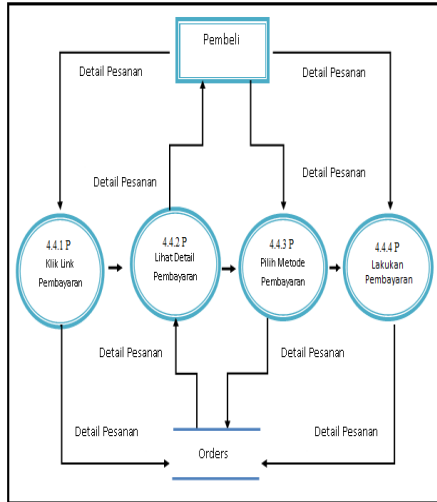 Pembeli
Detail Pesanan
Detail Pesanan
Detail Pesanan
Detail Pesanan
4.4.1 P
Klik Link
Pembayaran
4.4.2 P
Lihat Detail
Pembayaran
4.4.3 P
Pilih Metode
Pembayaran
4.4.4 P
Lakukan
Pembayaran
Detail Pesanan
Detail Pesanan
Detail Pesanan
Orders
Detail Pesanan